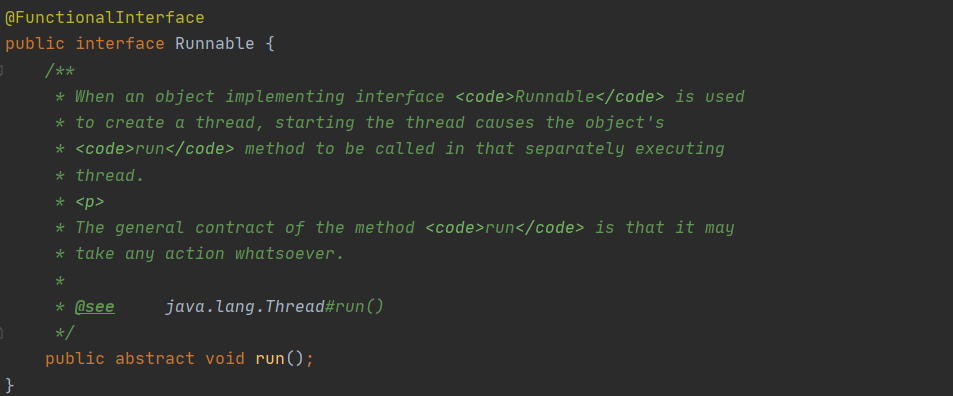 @FunctionalInterface
public interface Runnable {
    /**
     * When an object implementing interface <code>Runnable</code> is used
     * to create a thread, starting the thread causes the object's
     * <code>run</code> method to be called in that separately executing
     * thread.
     * <p>
     * The general contract of the method <code>run</code> is that it may
     * take any action whatsoever.
     *
     * @see     java.lang.Thread#run()
     */
    public abstract void run();
}